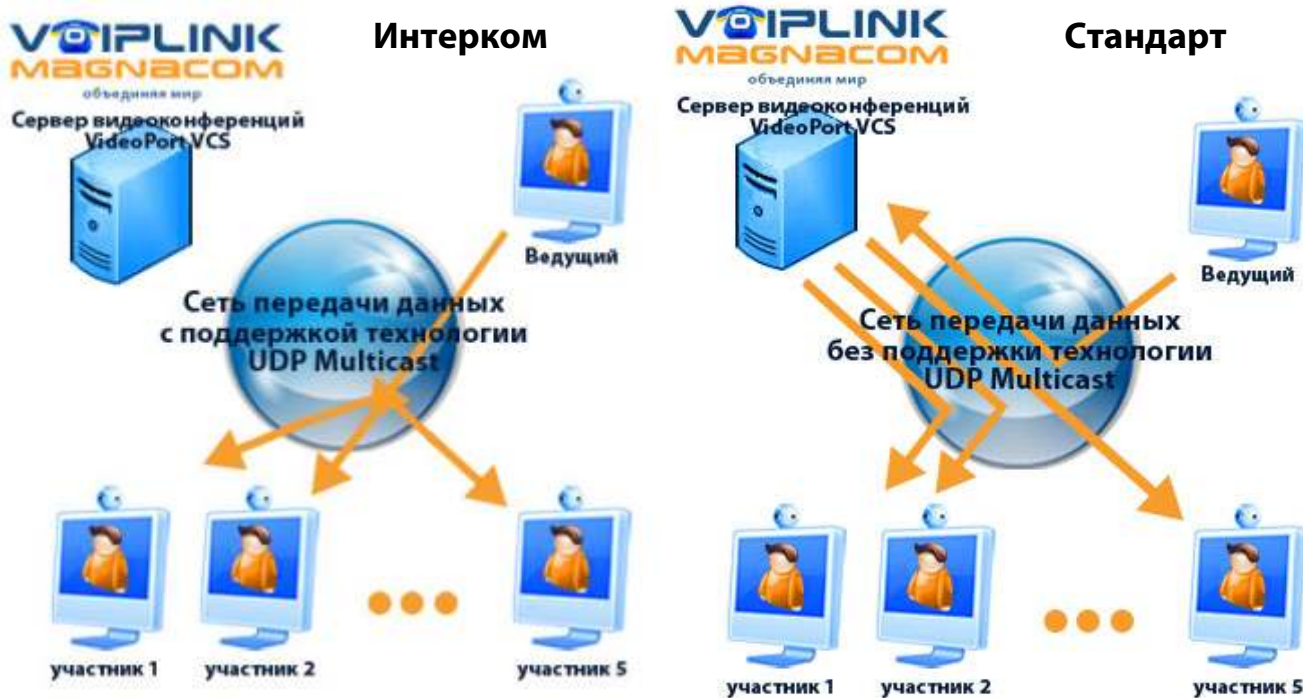 VOIPLINK
MAGNACOM
объединяя мир
Интерком
Сервер видеоконференций
VideoPort VCS
Ведущий
Сеть передачи данных
с поддержкой технологии
UDP Multicast
участник 1
участник 2
участник 5
VOIPLINK
MAGNACOM
объединяя мир
Стандарт
Сервер видеоконференций
VideoPort VCS
Ведущий
Сеть передачи данных
без поддержки технологии
UDP Multicast
участник 1
участник 2
участник 5